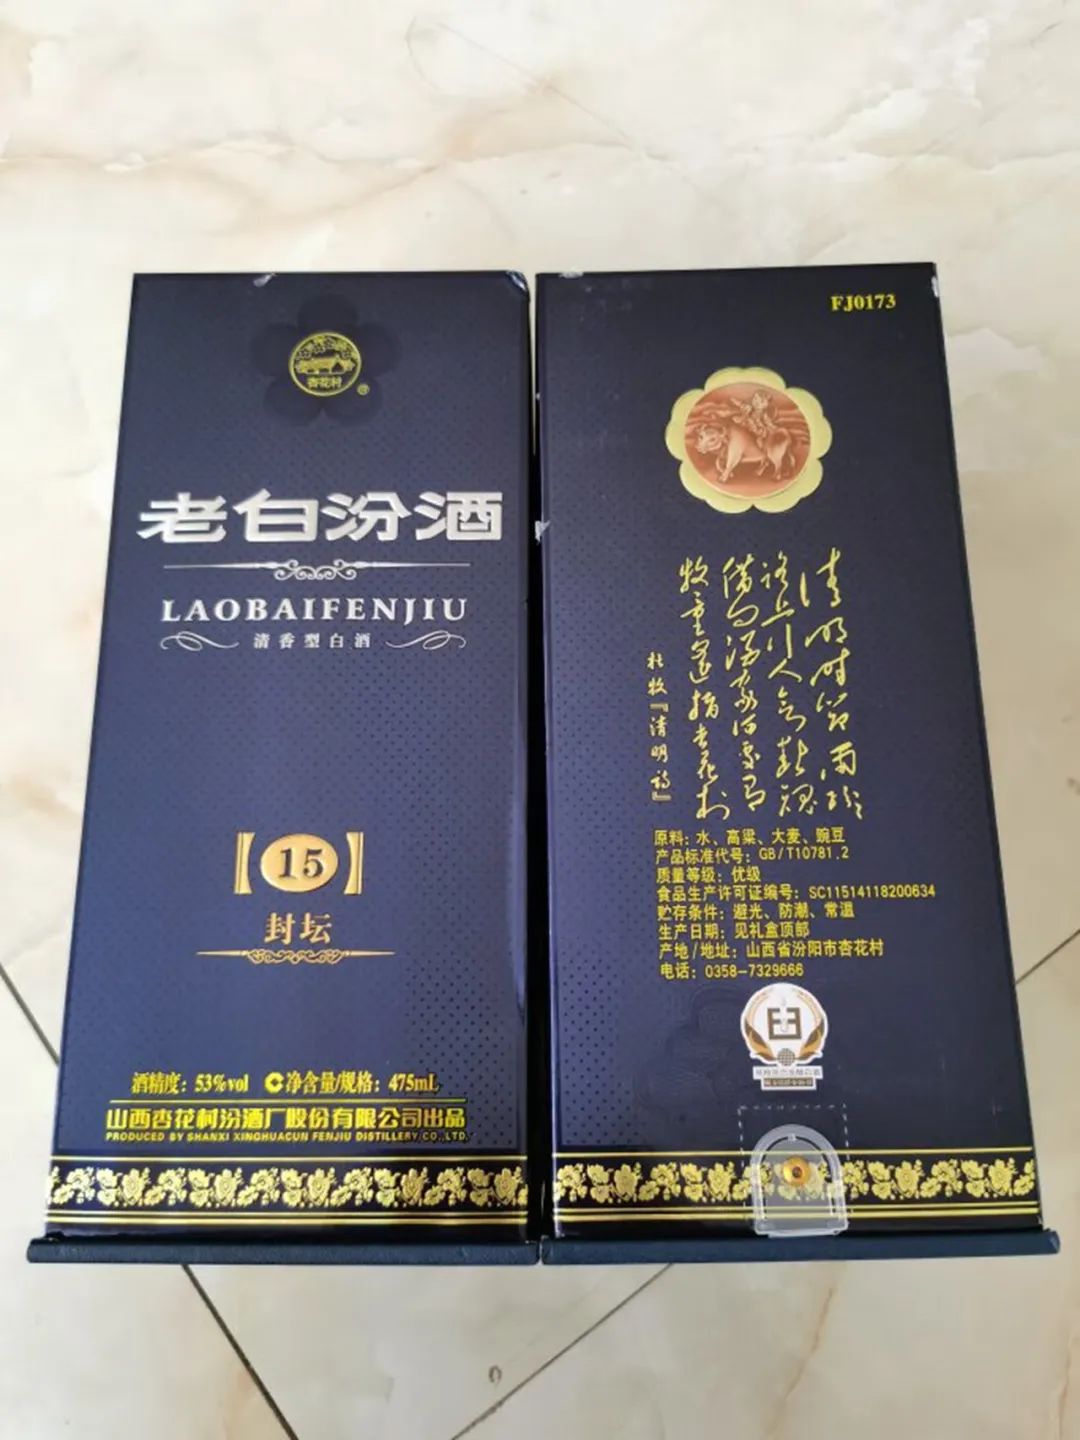 杏花村
®
老白汾酒
LAOBAIFENJIU
清香型白酒
15
封坛
酒精度：53%vol 净含量/规格：475mL
山西杏花村汾酒厂股份有限公司出品
PRODUCED BY SHANXI XINGHUACUN FENJIU DISTILLERY CO.,LTD.
FJ0173
清明时节雨纷纷
路上行人欲断魂
借问酒家何处有
牧童遥指杏花村
杜牧『清明诗』
原料：水、高粱、大麦、豌豆
产品标准代号：GB/T10781.2
质量等级：优级
食品生产许可证编号：SC11514118200634
贮存条件：避光、防潮、常温
生产日期：见礼盒顶部
产地/地址：山西省汾阳市杏花村
电话：0358-7329666